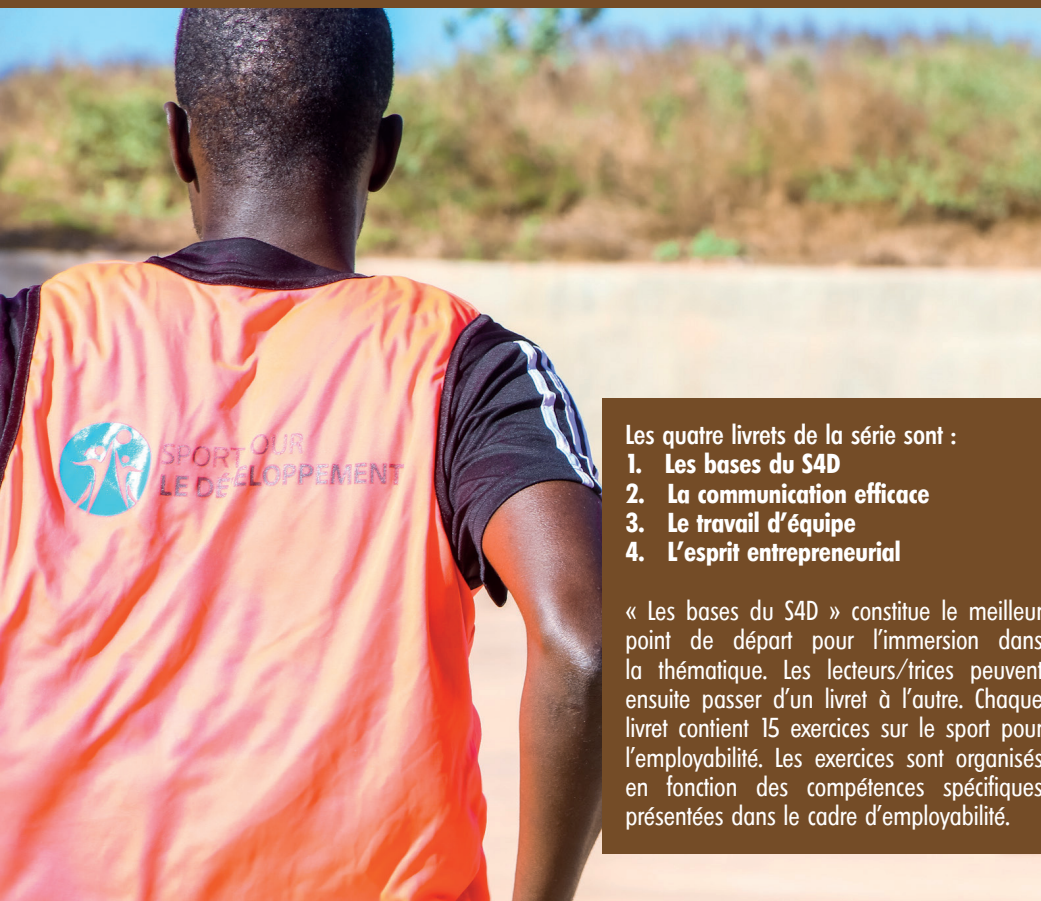 SPORT OUR
LE DÉVELOPPEMENT
Les quatre livrets de la série sont :
1. Les bases du S4D
2. La communication efficace
3. Le travail d’équipe
4. L’esprit entrepreneurial
« Les bases du S4D » constitue le meilleur
point de départ pour l’immersion dans
la thématique. Les lecteurs/trices peuvent
ensuite passer d’un livret à l’autre. Chaque
livret contient 15 exercices sur le sport pour
l’employabilité. Les exercices sont organisés
en fonction des compétences spécifiques
présentées dans le cadre d’employabilité.